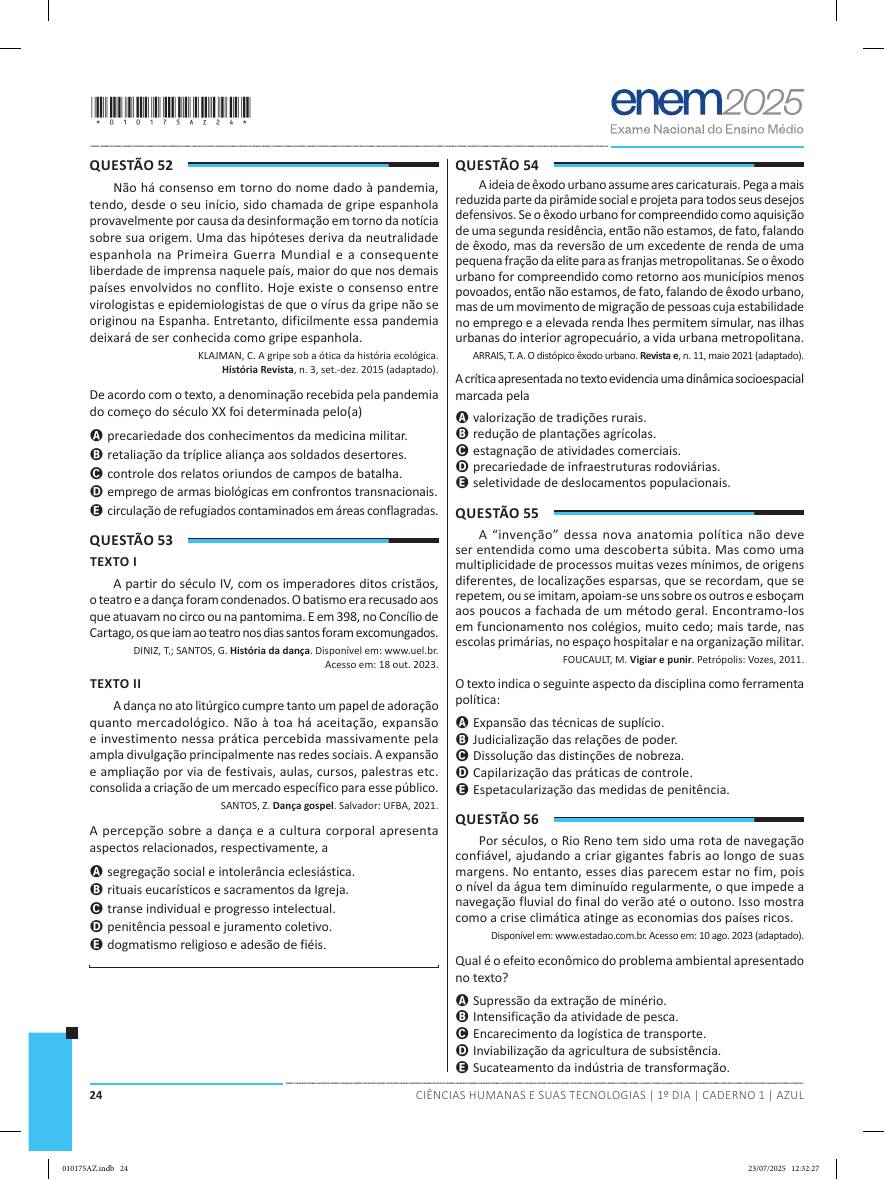 *010175AZ24*
enem2025
Exame Nacional do Ensino Médio
QUESTÃO 52
Não há consenso em torno do nome dado à pandemia,
tendo, desde o seu início, sido chamada de gripe espanhola
provavelmente por causa da desinformação em torno da notícia
sobre sua origem. Uma das hipóteses deriva da neutralidade
espanhola na Primeira Guerra Mundial e a consequente
liberdade de imprensa naquele país, maior do que nos demais
países envolvidos no conflito. Hoje existe o consenso entre
virologistas e epidemiologistas de que o vírus da gripe não se
originou na Espanha. Entretanto, dificilmente essa pandemia
deixará de ser conhecida como gripe espanhola.
KLAJMAN, C. A gripe sob a ótica da história ecológica.
História Revista, n. 3, set.-dez. 2015 (adaptado).
De acordo com o texto, a denominação recebida pela pandemia
do começo do século XX foi determinada pelo(a)
A precariedade dos conhecimentos da medicina militar.
B retaliação da tríplice aliança aos soldados desertores.
C controle dos relatos oriundos de campos de batalha.
D emprego de armas biológicas em confrontos transnacionais.
E circulação de refugiados contaminados em áreas conflagradas.
QUESTÃO 53
TEXTO I
A partir do século IV, com os imperadores ditos cristãos,
o teatro e a dança foram condenados. O batismo era recusado aos
que atuavam no circo ou na pantomima. E em 398, no Concílio de
Cartago, os que iam ao teatro nos dias santos foram excomungados.
DINIZ, T.; SANTOS, G. História da dança. Disponível em: www.uel.br.
Acesso em: 18 out. 2023.
TEXTO II
A dança no ato litúrgico cumpre tanto um papel de adoração
quanto mercadológico. Não à toa há aceitação, expansão
e investimento nessa prática percebida massivamente pela
ampla divulgação principalmente nas redes sociais. A expansão
e ampliação por via de festivais, aulas, cursos, palestras etc.
consolida a criação de um mercado específico para esse público.
SANTOS, Z. Dança gospel. Salvador: UFBA, 2021.
A percepção sobre a dança e a cultura corporal apresenta
aspectos relacionados, respectivamente, a
A segregação social e intolerância eclesiástica.
B rituais eucarísticos e sacramentos da Igreja.
C transe individual e progresso intelectual.
D penitência pessoal e juramento coletivo.
E dogmatismo religioso e adesão de fiéis.
QUESTÃO 54
A ideia de êxodo urbano assume ares caricaturais. Pega a mais
reduzida parte da pirâmide social e projeta para todos seus desejos
defensivos. Se o êxodo urbano for compreendido como aquisição
de uma segunda residência, então não estamos, de fato, falando
de êxodo, mas da reversão de um excedente de renda de uma
pequena fração da elite para as franjas metropolitanas. Se o êxodo
urbano for compreendido como retorno aos municípios menos
povoados, então não estamos, de fato, falando de êxodo urbano,
mas de um movimento de migração de pessoas cuja estabilidade
no emprego e a elevada renda lhes permitem simular, nas ilhas
urbanas do interior agropecuário, a vida urbana metropolitana.
ARRAIS, T. A. O distópico êxodo urbano. Revista e, n. 11, maio 2021 (adaptado).
A crítica apresentada no texto evidencia uma dinâmica socioespacial
marcada pela
A valorização de tradições rurais.
B redução de plantações agrícolas.
C estagnação de atividades comerciais.
D precariedade de infraestruturas rodoviárias.
E seletividade de deslocamentos populacionais.
QUESTÃO 55
A “invenção” dessa nova anatomia política não deve
ser entendida como uma descoberta súbita. Mas como uma
multiplicidade de processos muitas vezes mínimos, de origens
diferentes, de localizações esparsas, que se recordam, que se
repetem, ou se imitam, apoiam-se uns sobre os outros e esboçam
aos poucos a fachada de um método geral. Encontramo-los
em funcionamento nos colégios, muito cedo; mais tarde, nas
escolas primárias, no espaço hospitalar e na organização militar.
FOUCAULT, M. Vigiar e punir. Petrópolis: Vozes, 2011.
O texto indica o seguinte aspecto da disciplina como ferramenta
política:
A Expansão das técnicas de suplício.
B Judicialização das relações de poder.
C Dissolução das distinções de nobreza.
D Capilarização das práticas de controle.
E Espetacularização das medidas de penitência.
QUESTÃO 56
Por séculos, o Rio Reno tem sido uma rota de navegação
confiável, ajudando a criar gigantes fabris ao longo de suas
margens. No entanto, esses dias parecem estar no fim, pois
o nível da água tem diminuído regularmente, o que impede a
navegação fluvial do final do verão até o outono. Isso mostra
como a crise climática atinge as economias dos países ricos.
Disponível em: www.estadao.com.br. Acesso em: 10 ago. 2023 (adaptado).
Qual é o efeito econômico do problema ambiental apresentado
no texto?
A Supressão da extração de minério.
B Intensificação da atividade de pesca.
C Encarecimento da logística de transporte.
D Inviabilização da agricultura de subsistência.
E Sucateamento da indústria de transformação.
24
CIÊNCIAS HUMANAS E SUAS TECNOLOGIAS | 1º DIA | CADERNO 1 | AZUL
010175AZ.indb 24
23/07/2025 12:32:27